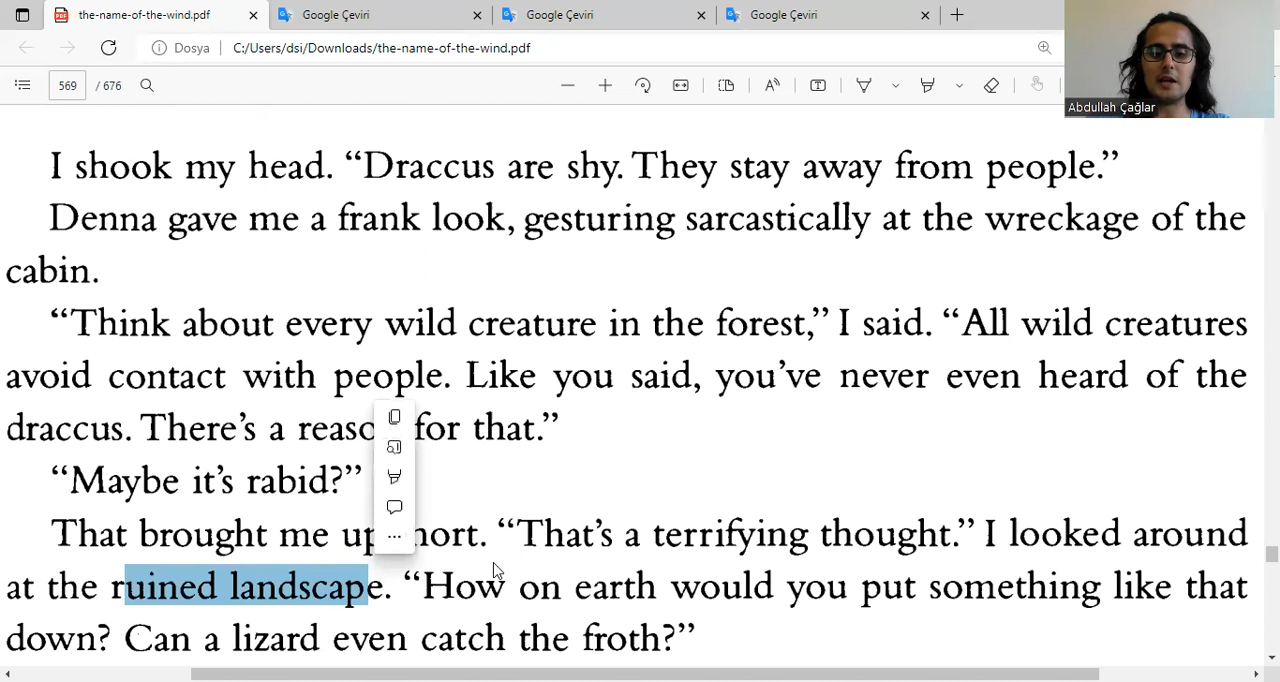 the-name-of-the-wind.pdf
Google Çeviri
Google Çeviri
Google Çeviri
Dosya
C:/Users/dsi/Downloads/the-name-of-the-wind.pdf
569 / 676
Abdullah Çağlar
I shook my head. “Draccus are shy. They stay away from people.”
Denna gave me a frank look, gesturing sarcastically at the wreckage of the
cabin.
“Think about every wild creature in the forest,” I said. “All wild creatures
avoid contact with people. Like you said, you’ve never even heard of the
draccus. There’s a reaso for that.”
“Maybe it’s rabid?”
That brought me up hort. “That’s a terrifying thought.” I looked around
at the ruined landscape. “How on earth would you put something like that
down? Can a lizard even catch the froth?”